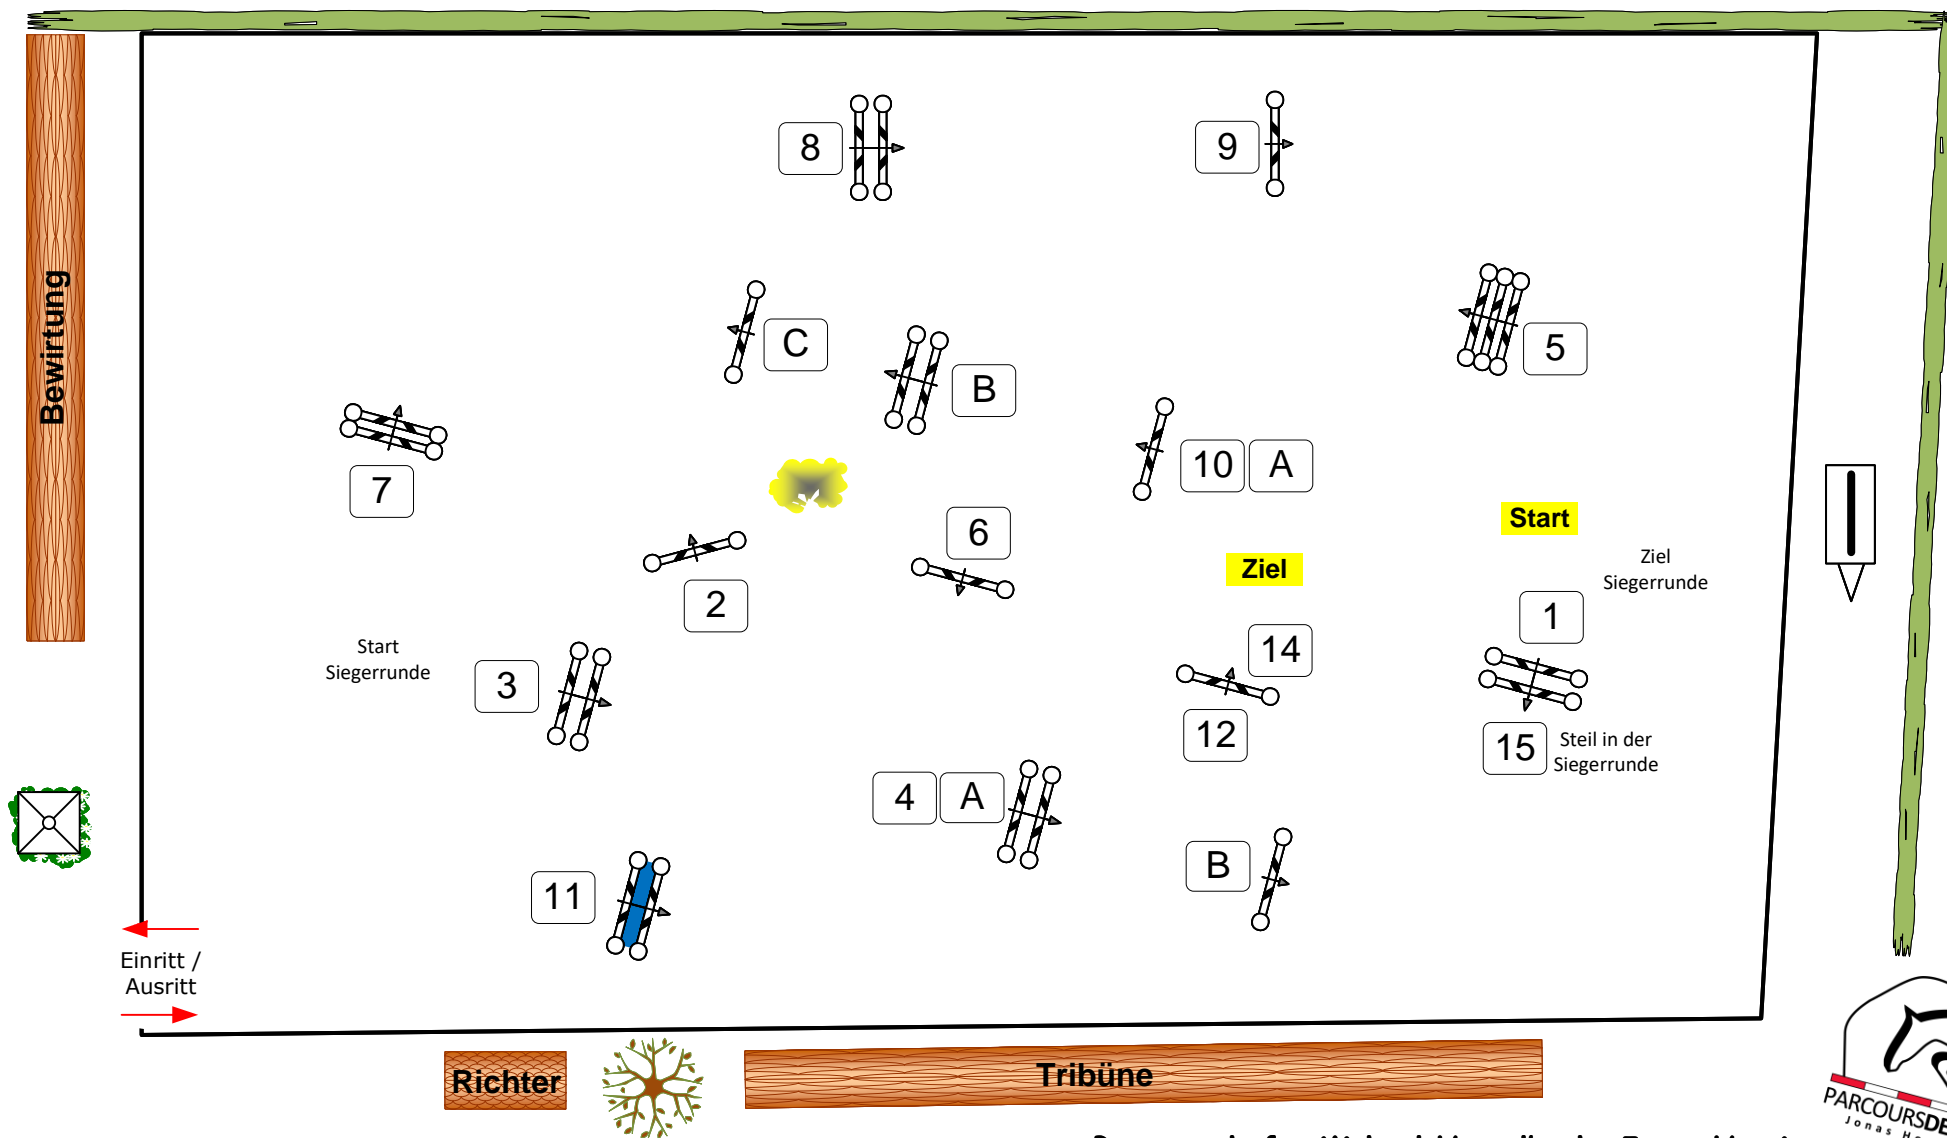 8
9
Bewirtung
C
B
5
10 A
7
6
Start
Ziel
Ziel
Siegerrunde
2
1
Start
Siegerrunde
14
3
12
15
Steil in der
Siegerrunde
4 A
B
11
Einritt /
Ausritt
Richter
Tribüne
PARCOURSDE
Jonas H